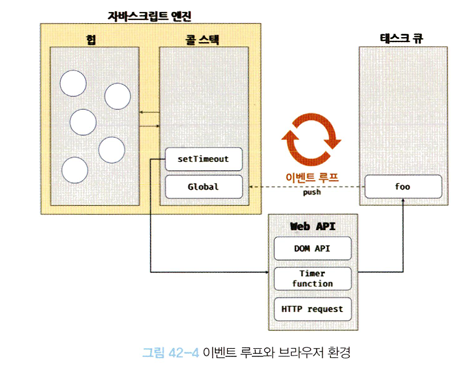 자바스크립트 엔진
힙
콜 스택
태스크 큐
setTimeout
Global
이벤트 루프
push
foo
Web API
DOM API
Timer
function
HTTP request
그림 42-4 이벤트 루프와 브라우저 환경